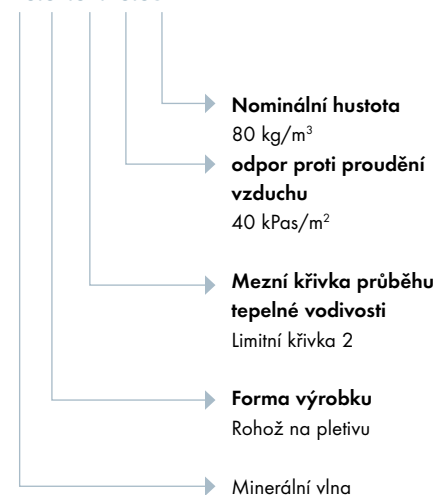 Nominální hustota
80 kg/m³
odpor proti proudění
vzduchu
40 kPas/m²
Mezní křivka průběhu
tepelné vodivosti
Limitní křivka 2
Forma výrobku
Rohož na pletivu
Minerální vlna